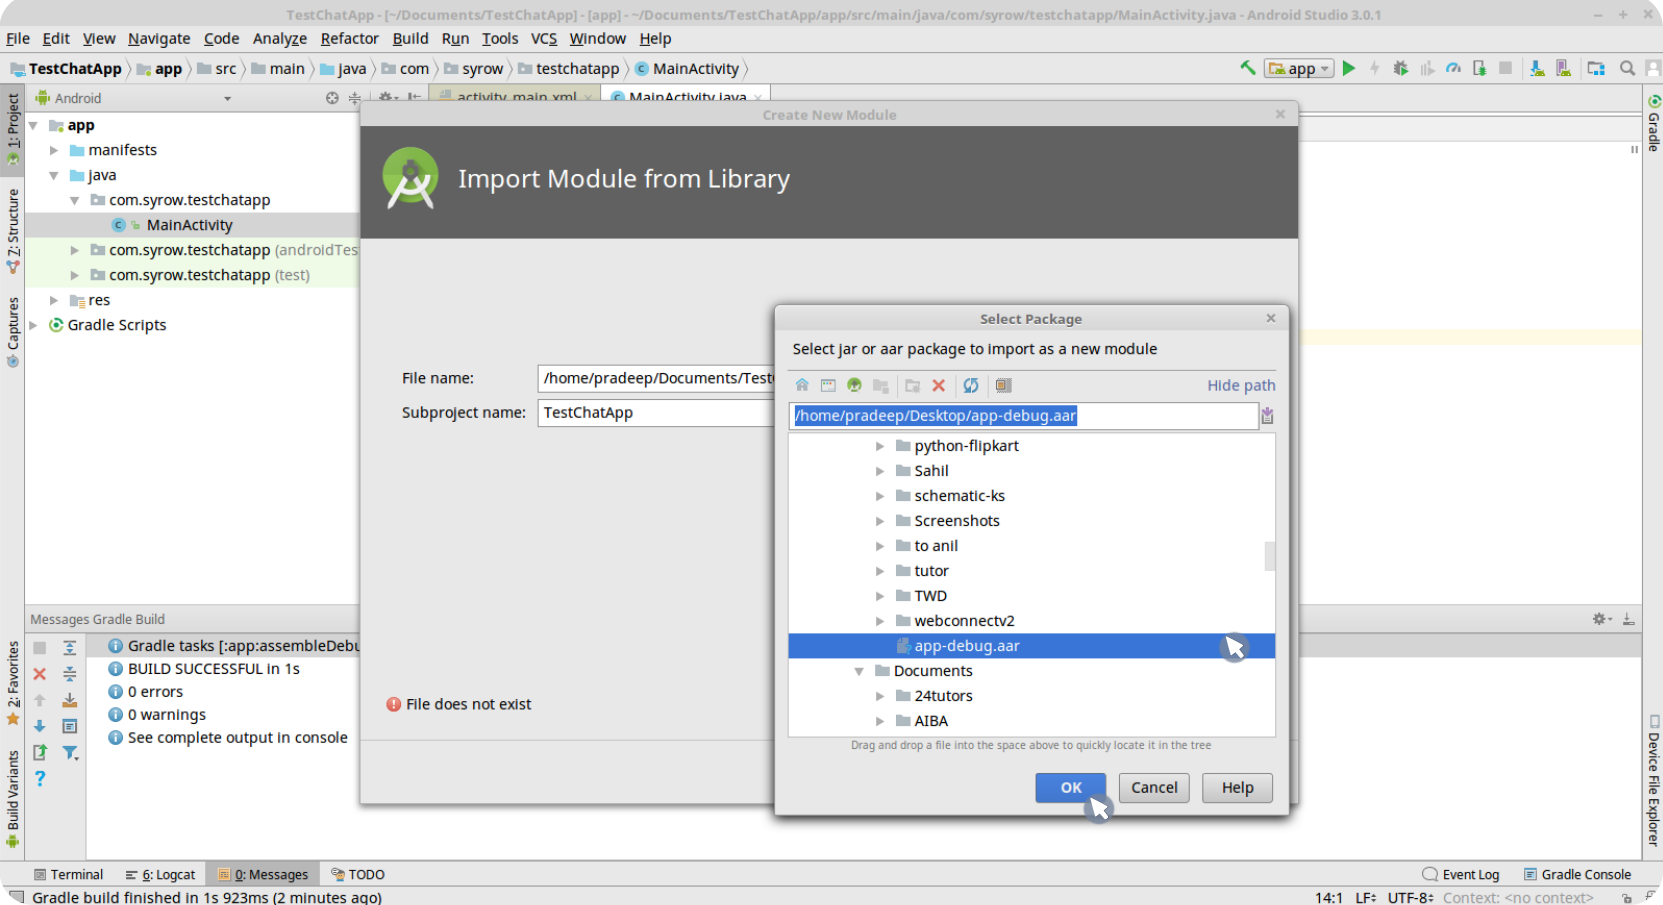 TestChatApp - [~/Documents/TestChatApp] - [app] - ~/Documents/TestChatApp/app/src/main/java/com/syrow/testchatapp/MainActivity.java - Android Studio 3.0.1
File Edit View Navigate Code Analyze Refactor Build Run Tools VCS Window Help
TestChatApp app src main java com syrow testchatapp MainActivity
app
1: Project
Android
activity_main.xml
MainActivity.java
Gradle
Create New Module
app
manifests
java
com.syrow.testchatapp
MainActivity
com.syrow.testchatapp (androidTes
com.syrow.testchatapp (test)
res
Gradle Scripts
7: Structure
Captures
Import Module from Library
File name: /home/pradeep/Documents/Test
Subproject name: TestChatApp
File does not exist
Select Package
Select jar or aar package to import as a new module
Hide path
/home/pradeep/Desktop/app-debug.aar
python-flipkart
Sahil
schematic-ks
Screenshots
to anil
tutor
TWD
webconnectv2
app-debug.aar
Documents
24tutors
AIBA
Drag and drop a file into the space above to quickly locate it in the tree
OK Cancel Help
Messages Gradle Build
Gradle tasks [:app:assembleDebu
BUILD SUCCESSFUL in 1s
0 errors
0 warnings
See complete output in console
2: Favorites
Build Variants
Device File Explorer
Terminal 6: Logcat 0: Messages TODO Event Log Gradle Console
Gradle build finished in 1s 923ms (2 minutes ago) 14:1 LF UTF-8 Context: <no context>